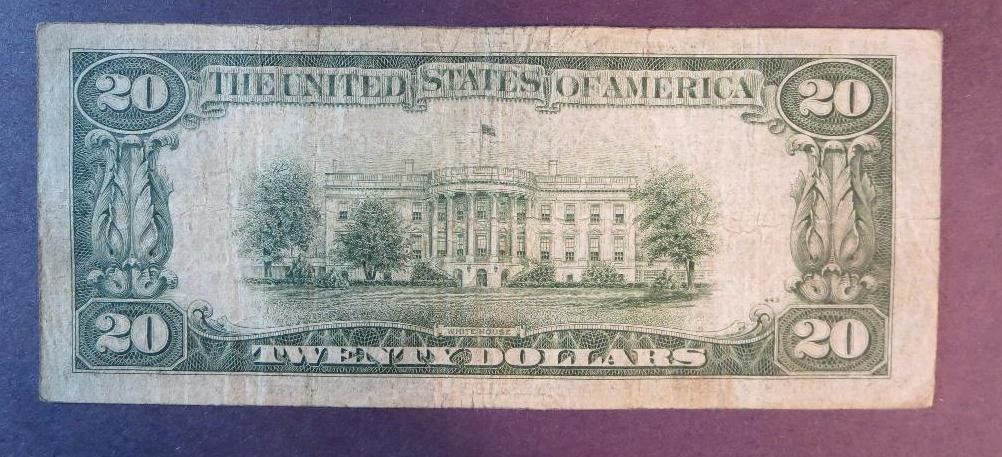 20 THE UNITED STATES OF AMERICA 20
WHITE HOUSE
20 TWENTY DOLLARS 20